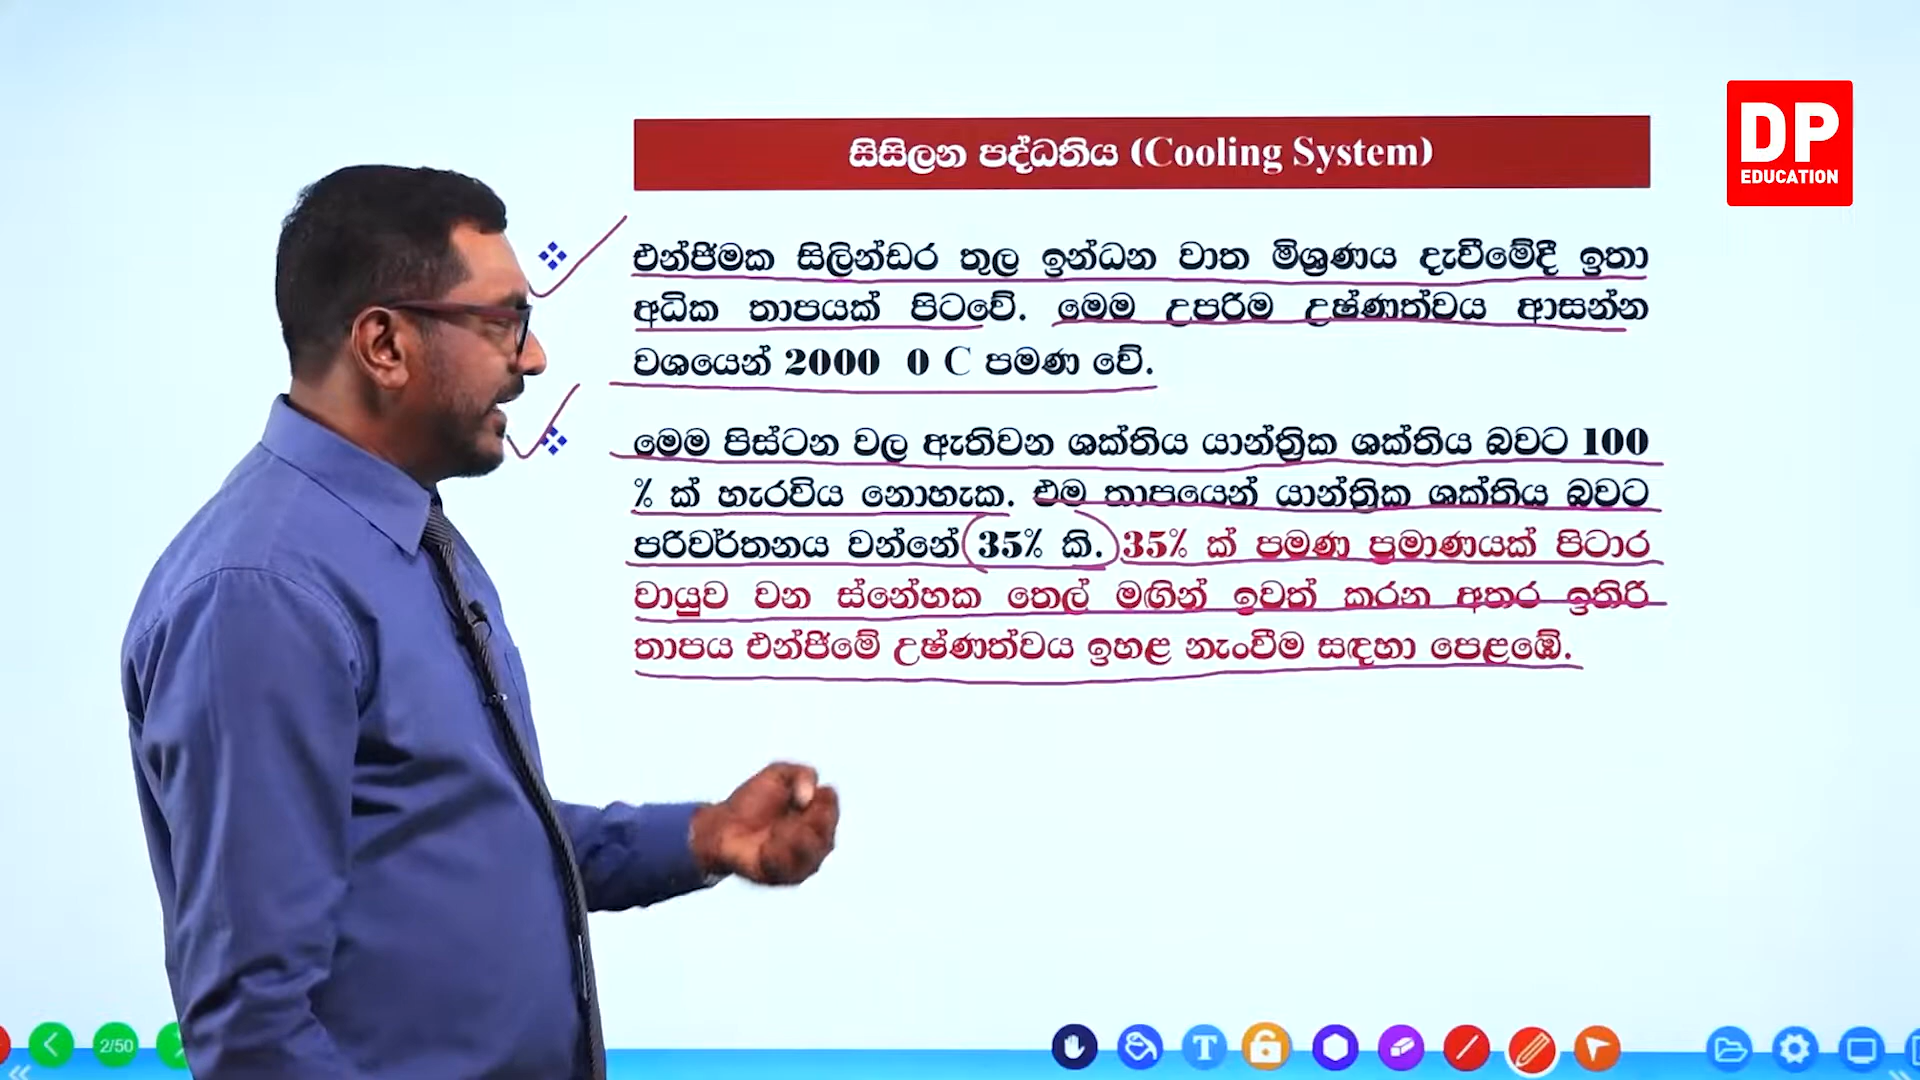 සිසිලන පද්ධතිය (Cooling System)
DP
EDUCATION
එන්ජිමක සිලින්ඩර තුල ඉන්ධන වාත මිශ්‍රණය දැවීමේදී ඉතා
අධික තාපයක් පිටවේ. මෙම උපරිම උෂ්ණත්වය ආසන්න
වශයෙන් 2000 0 C පමණ වේ.
මෙම පිස්ටන වල ඇතිවන ශක්තිය යාන්ත්‍රික ශක්තිය බවට 100
% ක් හැරවිය නොහැක. එම තාපයෙන් යාන්ත්‍රික ශක්තිය බවට
පරිවර්තනය වන්නේ 35% කි. 35% ක් පමණ ප්‍රමාණයක් පිටාර
වායුව වන ස්නේහක තෙල් මඟින් ඉවත් කරන අතර ඉතිරි
තාපය එන්ජිමේ උෂ්ණත්වය ඉහළ නැංවීම සඳහා පෙළඹේ.
2/50
T